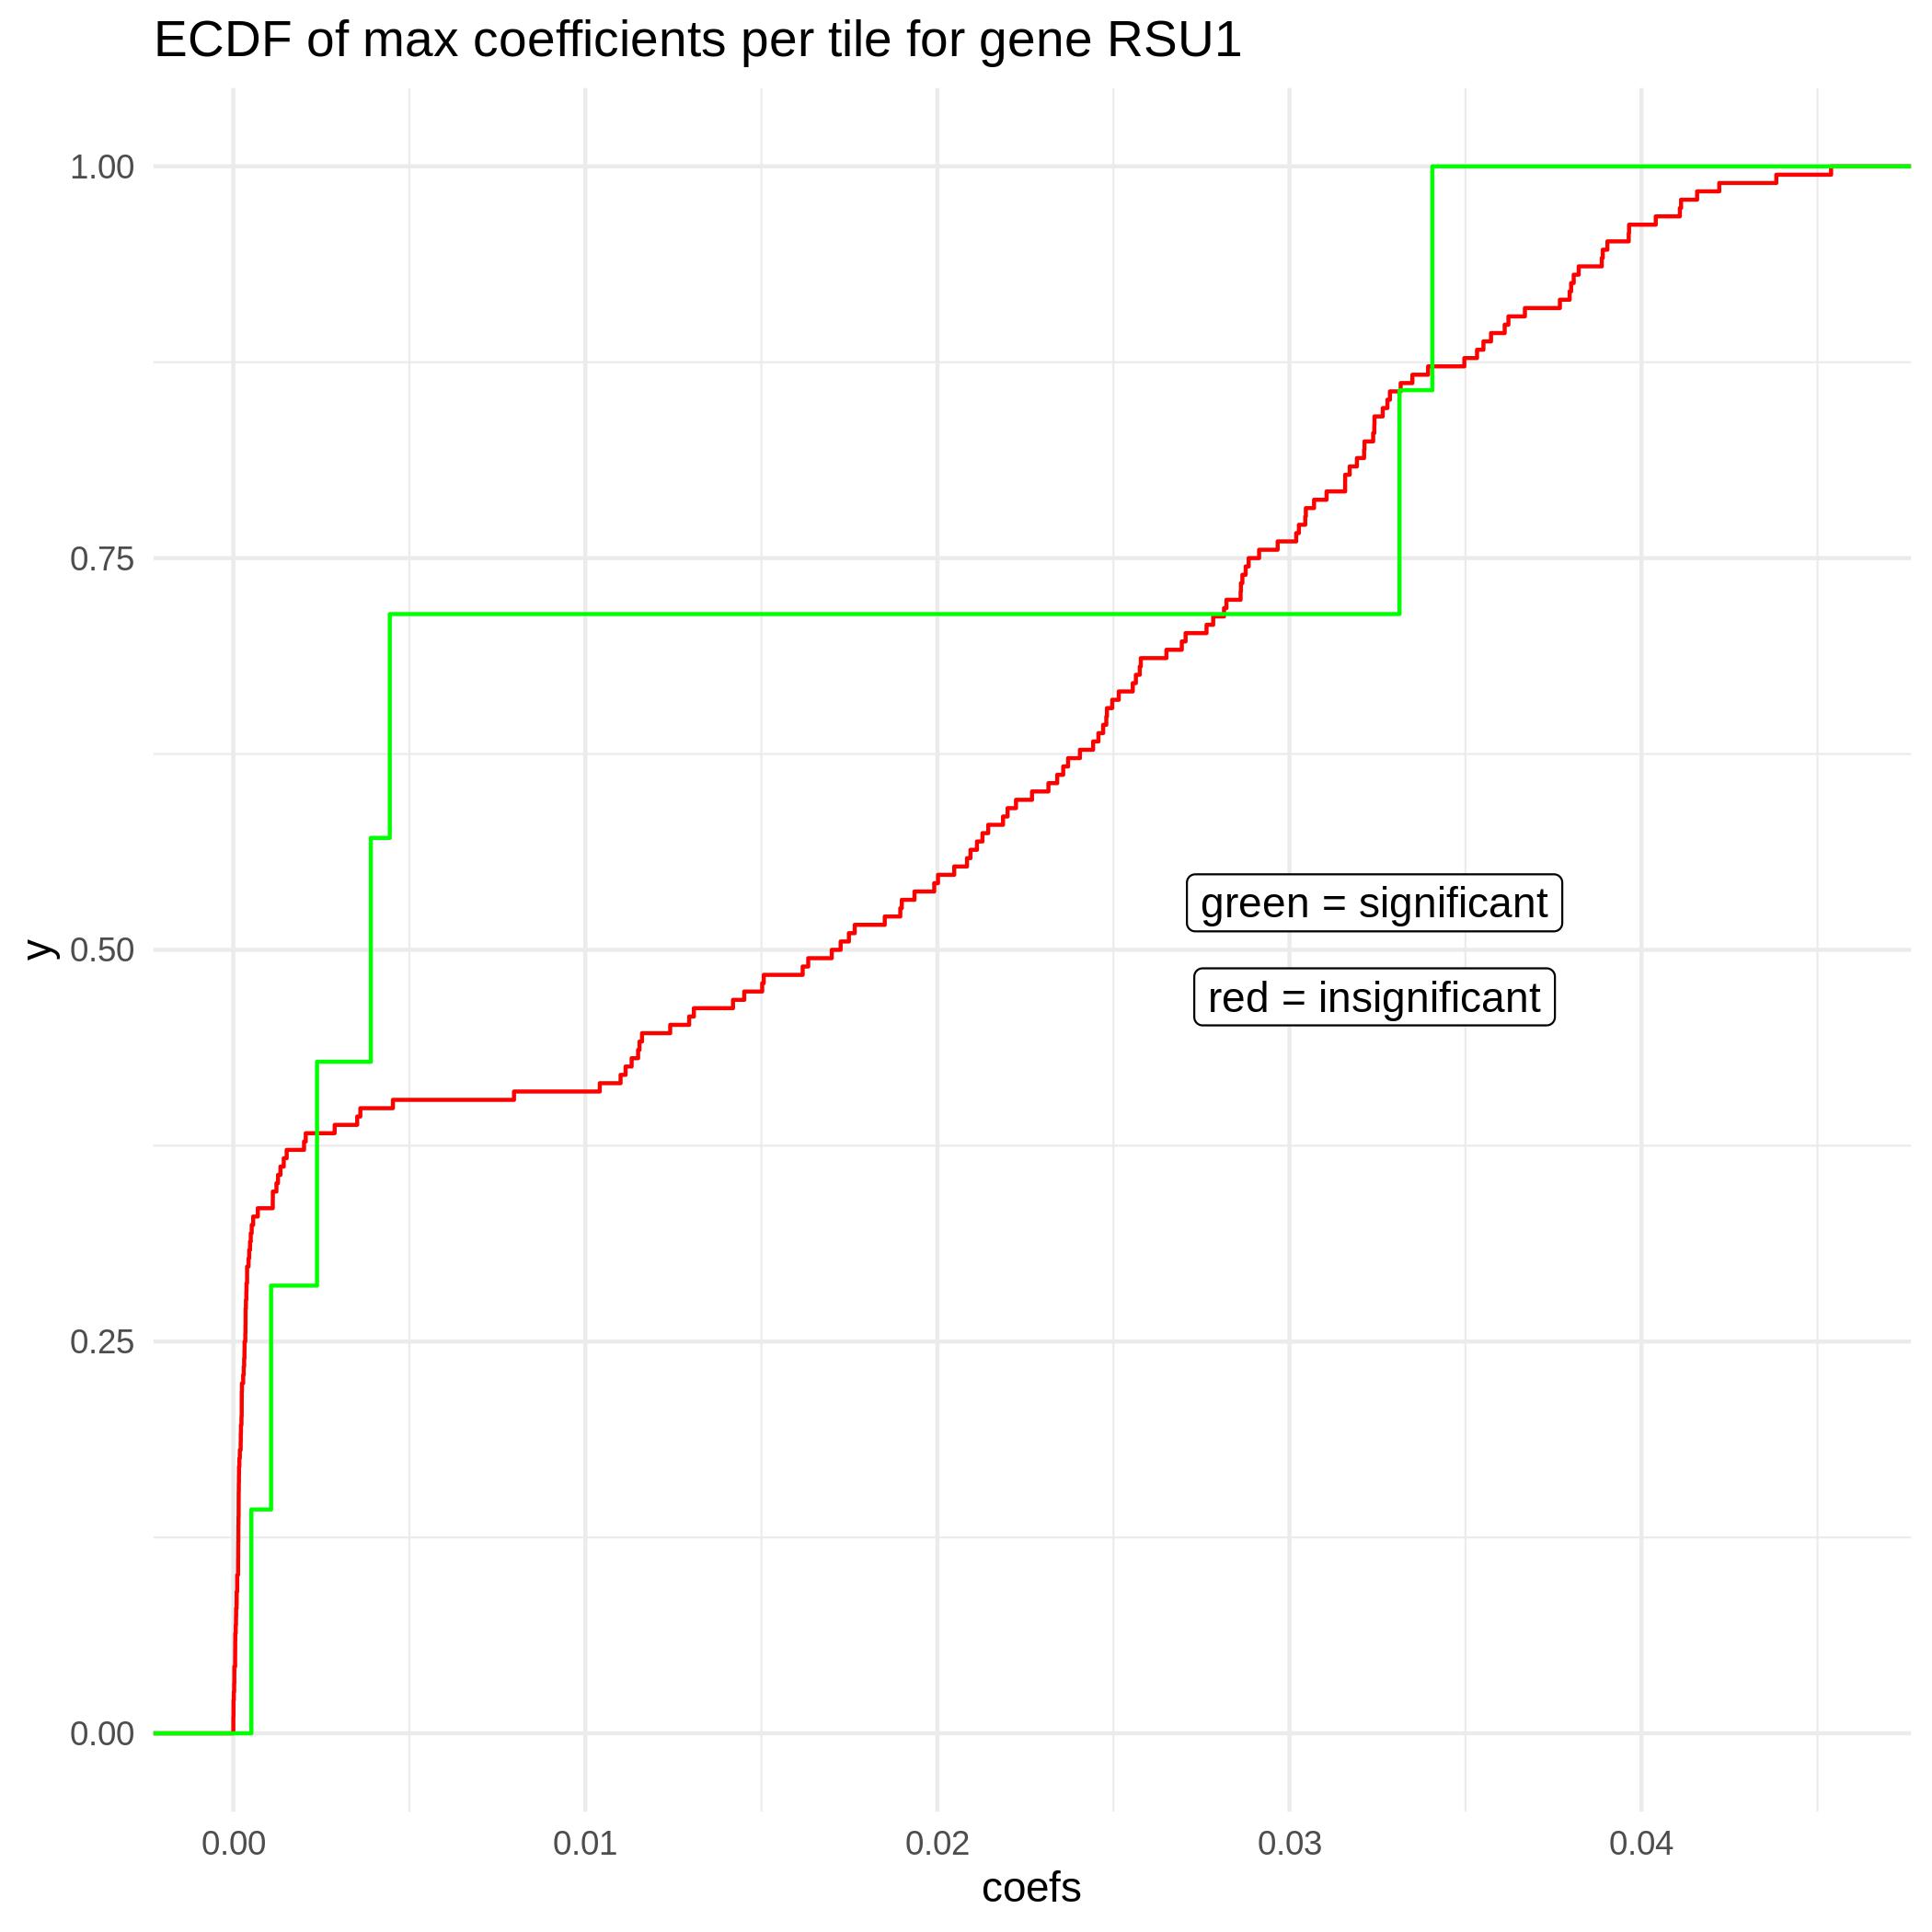 ECDF of max coefficients per tile for gene RSU1
1.00
0.75
0.50
0.25
0.00
y
green = significant
red = insignificant
0.00 0.01 0.02 0.03 0.04
coefs